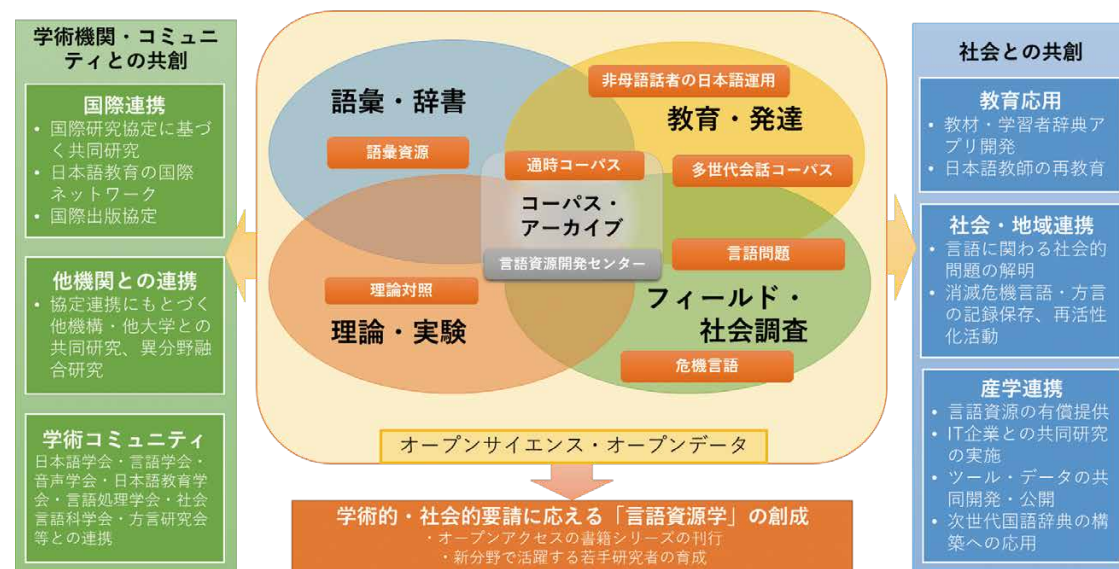 学術機関・コミュニ
ティとの共創
国際連携
• 国際研究協定に基づ
く共同研究
• 日本語教育の国際
ネットワーク
• 国際出版協定
他機関との連携
• 協定連携にもとづく
他機構・他大学との
共同研究、異分野融
合研究
学術コミュニティ
日本語学会・言語学会・
音声学会・日本語教育学
会・言語処理学会・社会
言語科学会・方言研究会
等との連携
語彙・辞書
語彙資源
非母語話者の日本語運用
教育・発達
通時コーパス
多世代会話コーパス
コーパス・
アーカイブ
言語資源開発センター
言語問題
理論対照
理論・実験
フィールド・
社会調査
危機言語
オープンサイエンス・オープンデータ
学術的・社会的要請に応える「言語資源学」の創成
・オープンアクセスの書籍シリーズの刊行
・新分野で活躍する若手研究者の育成
社会との共創
教育応用
• 教材・学習者辞典ア
プリ開発
• 日本語教師の再教育
社会・地域連携
• 言語に関わる社会的
問題の解明
• 消滅危機言語・方言
の記録保存、再活性
化活動
産学連携
• 言語資源の有償提供
• IT企業との共同研究
の実施
• ツール・データの共
同開発・公開
• 次世代国語辞典の構
築への応用